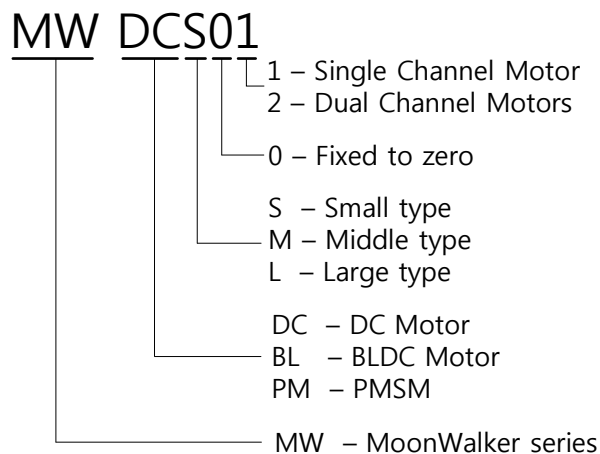 MW DCS01
1 – Single Channel Motor
2 – Dual Channel Motors
0 – Fixed to zero
S – Small type
M – Middle type
L – Large type
DC – DC Motor
BL – BLDC Motor
PM – PMSM
MW – MoonWalker series